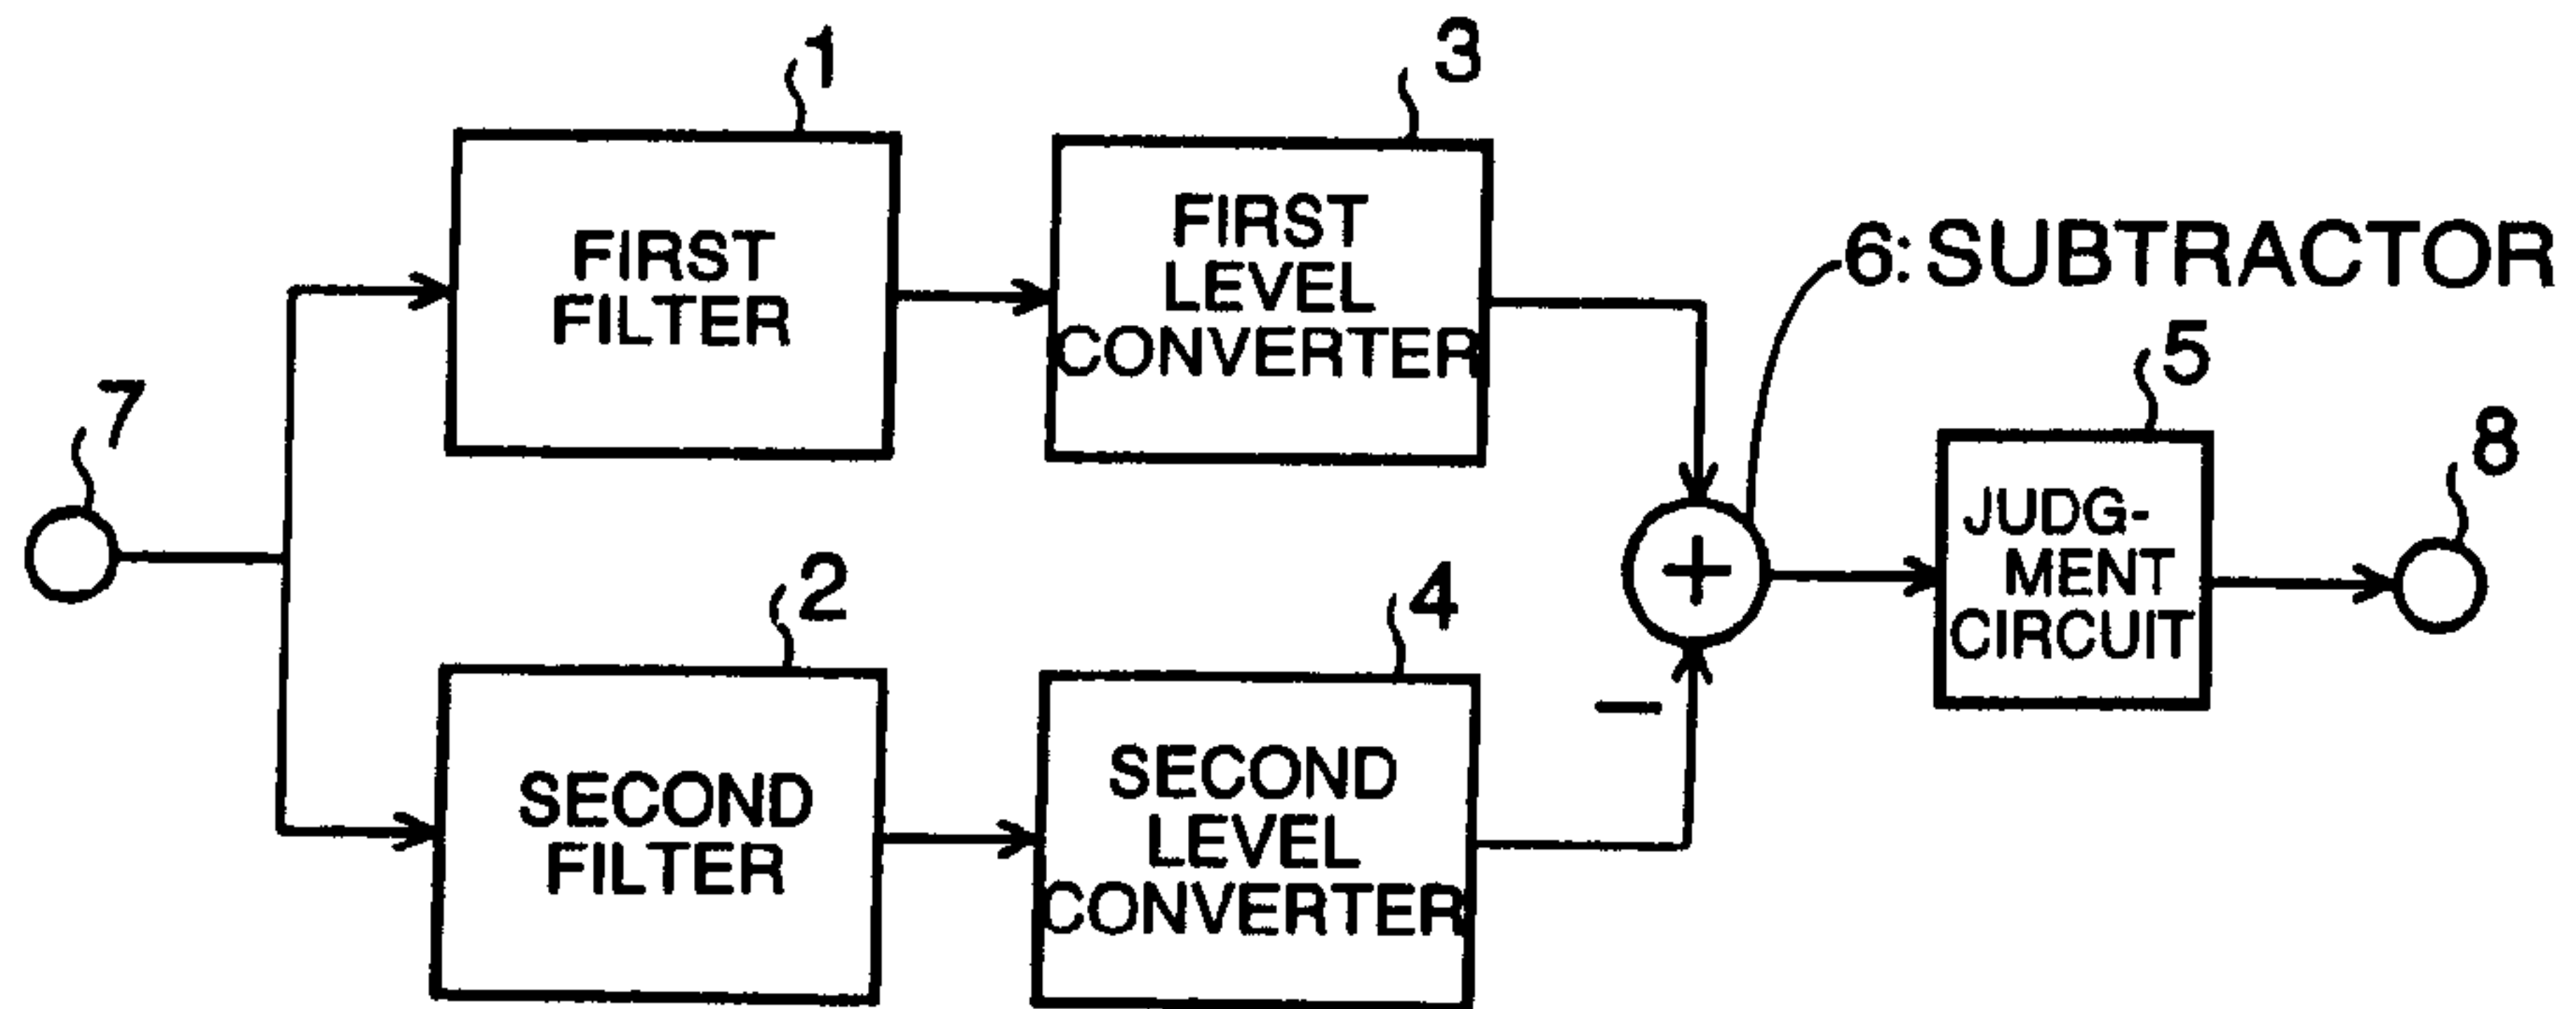 1
3
FIRST
FILTER
FIRST
LEVEL
CONVERTER
6: SUBTRACTOR
7
5
8
JUDG-
MENT
CIRCUIT
+
2
4
−
SECOND
FILTER
SECOND
LEVEL
CONVERTER